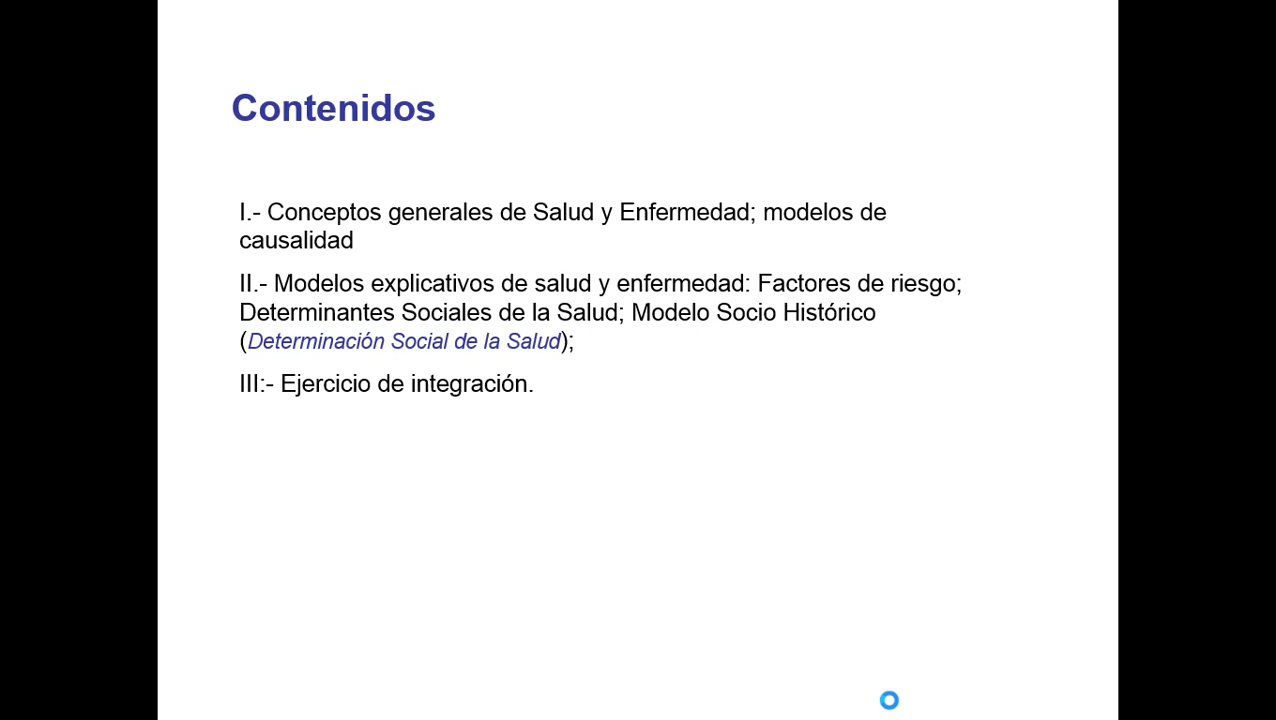 Contenidos
I.- Conceptos generales de Salud y Enfermedad; modelos de
causalidad
II.- Modelos explicativos de salud y enfermedad: Factores de riesgo;
Determinantes Sociales de la Salud; Modelo Socio Histórico
(Determinación Social de la Salud);
III:- Ejercicio de integración.